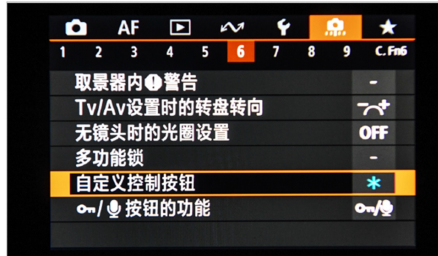 AF
1 2 3 4 5 6 7 8 9 C.Fn6
取景器内警告 -
Tv/Av设置时的转盘转向
无镜头时的光圈设置 OFF
多功能锁 -
自定义控制按钮 *
/按钮的功能 /